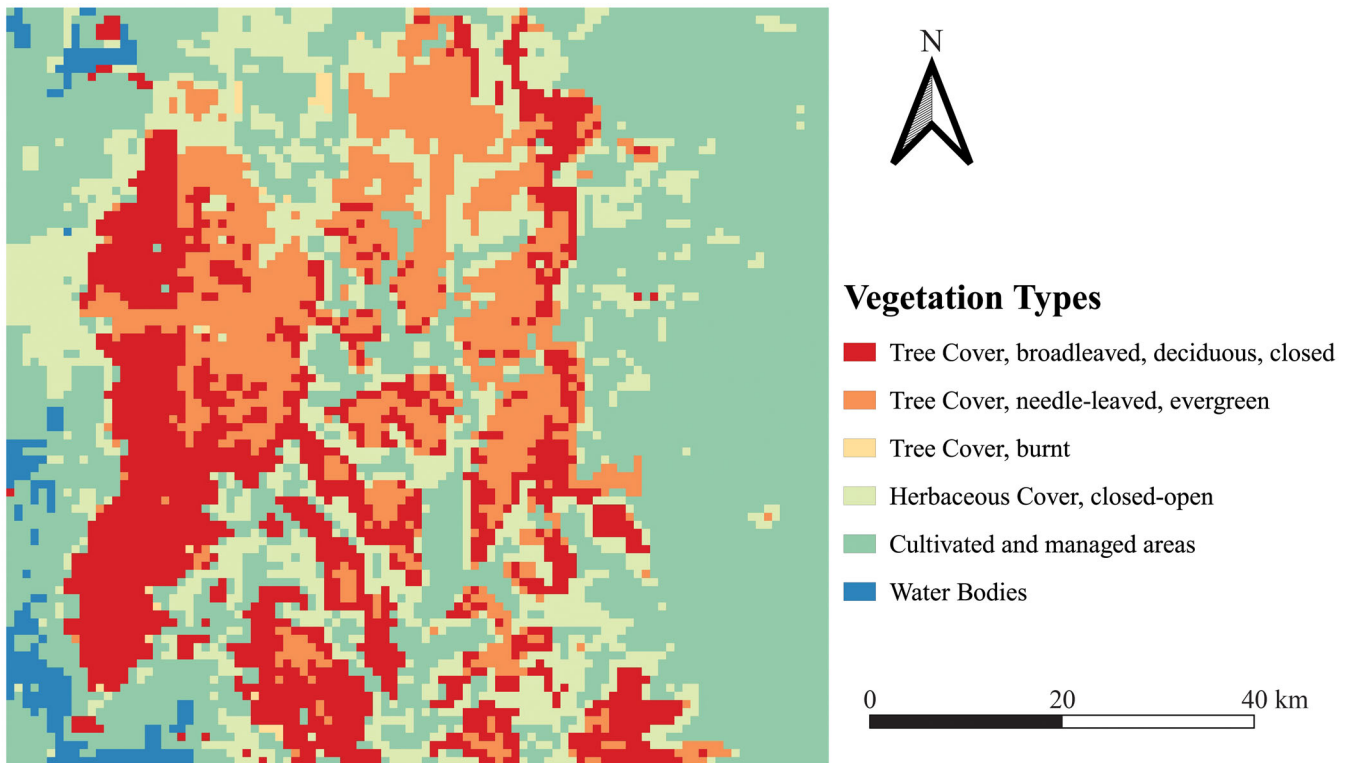 N
Vegetation Types
Tree Cover, broadleaved, deciduous, closed
Tree Cover, needle-leaved, evergreen
Tree Cover, burnt
Herbaceous Cover, closed-open
Cultivated and managed areas
Water Bodies
0 20 40 km